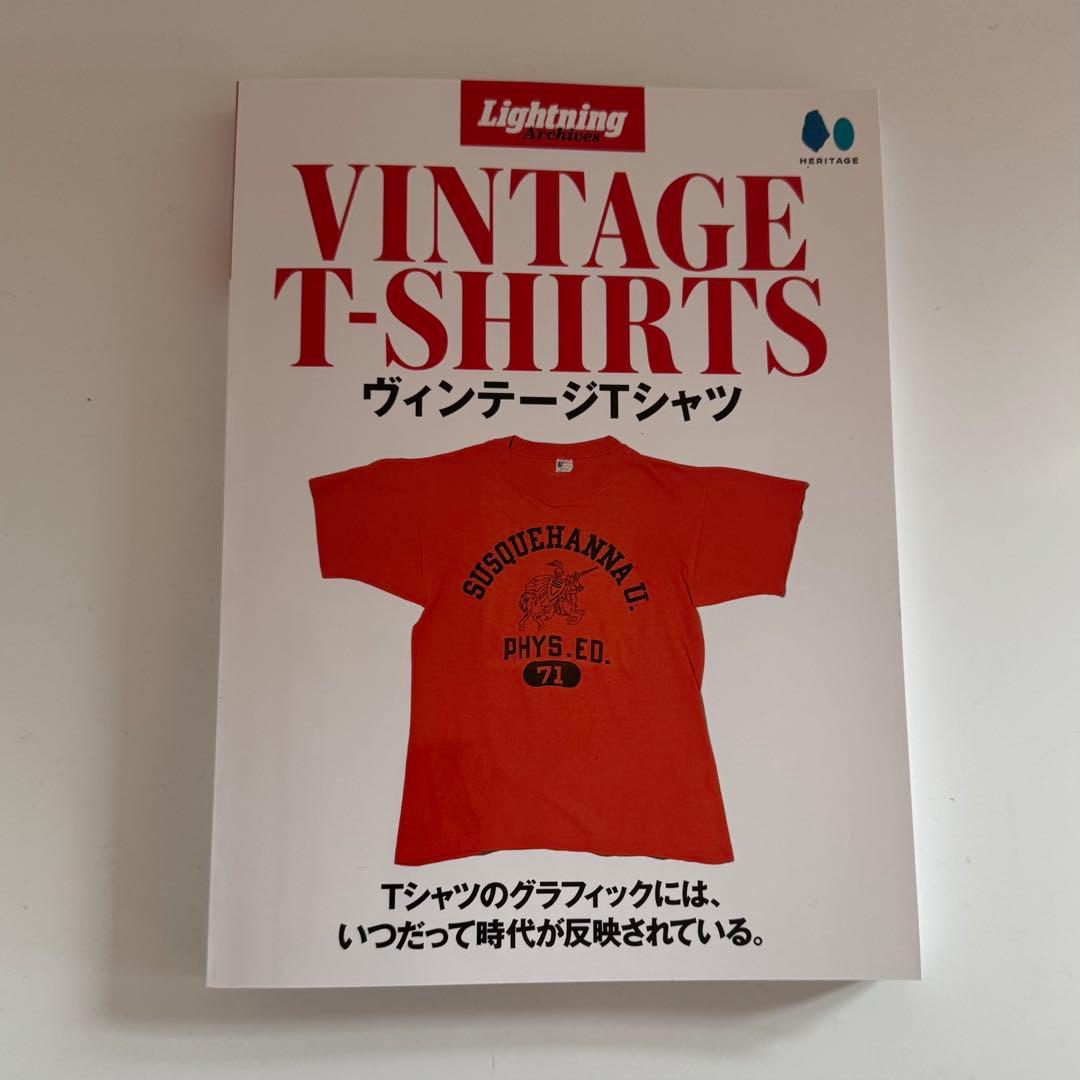 Lightning
Archives
HERITAGE
VINTAGE
T-SHIRTS
ヴィンテージTシャツ
SUSQUEHANNA U.
PHYS.ED.
71
Tシャツのグラフィックには、
いつだって時代が反映されている。